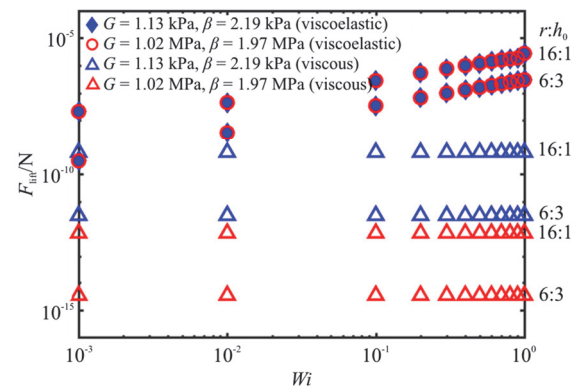 G = 1.13 kPa, β = 2.19 kPa (viscoelastic)
G = 1.02 MPa, β = 1.97 MPa (viscoelastic)
G = 1.13 kPa, β = 2.19 kPa (viscous)
G = 1.02 MPa, β = 1.97 MPa (viscous)
r:h₀
16:1
6:3
16:1
6:3
16:1
6:3
F_lift/N
10⁻⁵
10⁻¹⁰
10⁻¹⁵
10⁻³
10⁻²
10⁻¹
10⁰
Wi